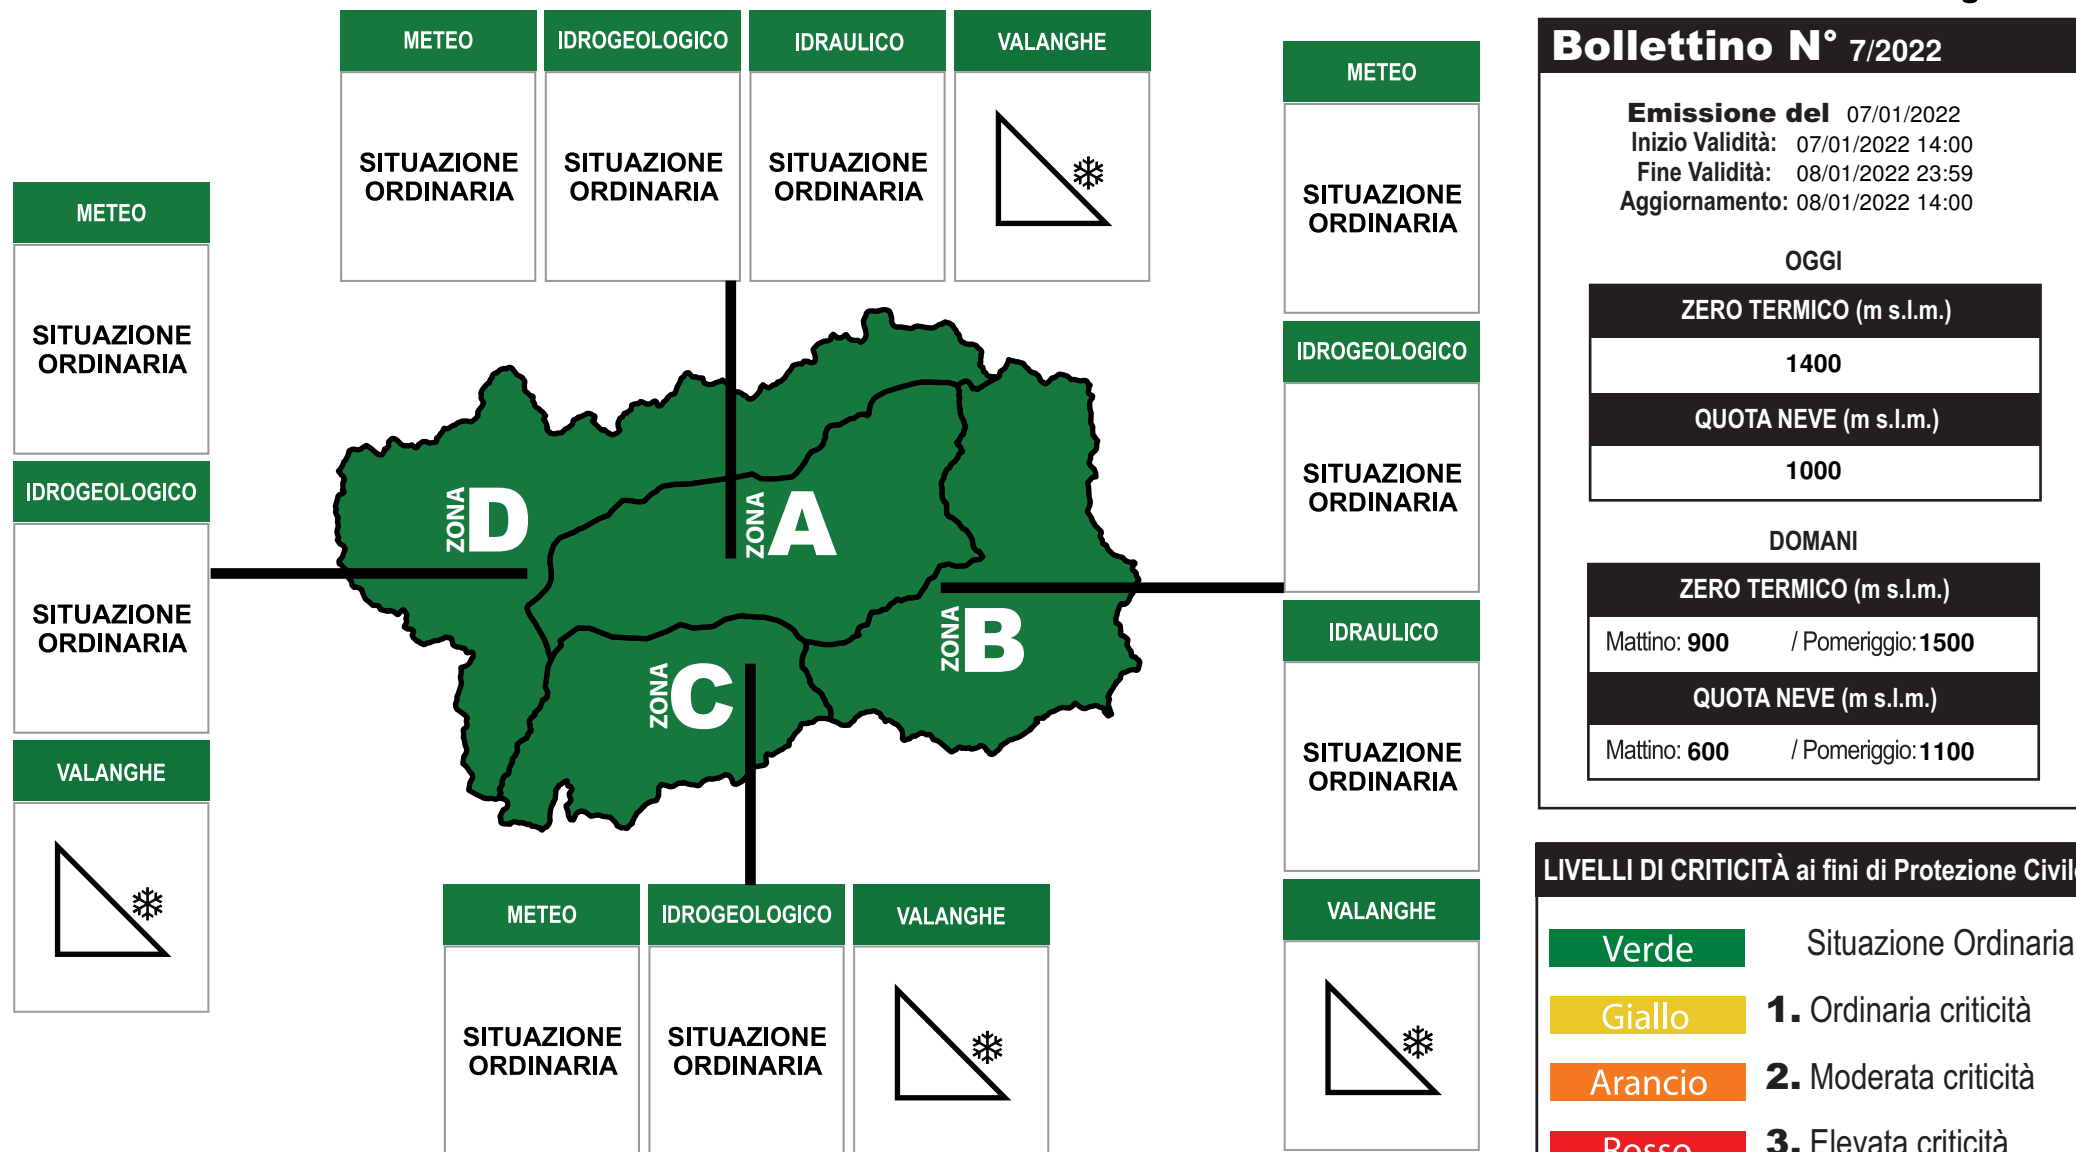 METEO
IDROGEOLOGICO
IDRAULICO
VALANGHE
SITUAZIONE
ORDINARIA
SITUAZIONE
ORDINARIA
SITUAZIONE
ORDINARIA
METEO
SITUAZIONE
ORDINARIA
IDROGEOLOGICO
SITUAZIONE
ORDINARIA
VALANGHE
ZONA D
ZONA A
ZONA B
ZONA C
METEO
IDROGEOLOGICO
VALANGHE
SITUAZIONE
ORDINARIA
SITUAZIONE
ORDINARIA
METEO
SITUAZIONE
ORDINARIA
IDROGEOLOGICO
SITUAZIONE
ORDINARIA
IDRAULICO
SITUAZIONE
ORDINARIA
VALANGHE
Bollettino N° 7/2022
Emissione del 07/01/2022
Inizio Validità: 07/01/2022 14:00
Fine Validità: 08/01/2022 23:59
Aggiornamento: 08/01/2022 14:00
OGGI
ZERO TERMICO (m s.l.m.)
1400
QUOTA NEVE (m s.l.m.)
1000
DOMANI
ZERO TERMICO (m s.l.m.)
Mattino: 900 / Pomeriggio: 1500
QUOTA NEVE (m s.l.m.)
Mattino: 600 / Pomeriggio: 1100
LIVELLI DI CRITICITÀ ai fini di Protezione Civile
Verde Situazione Ordinaria
Giallo 1. Ordinaria criticità
Arancio 2. Moderata criticità
Rosso 3. Elevata criticità